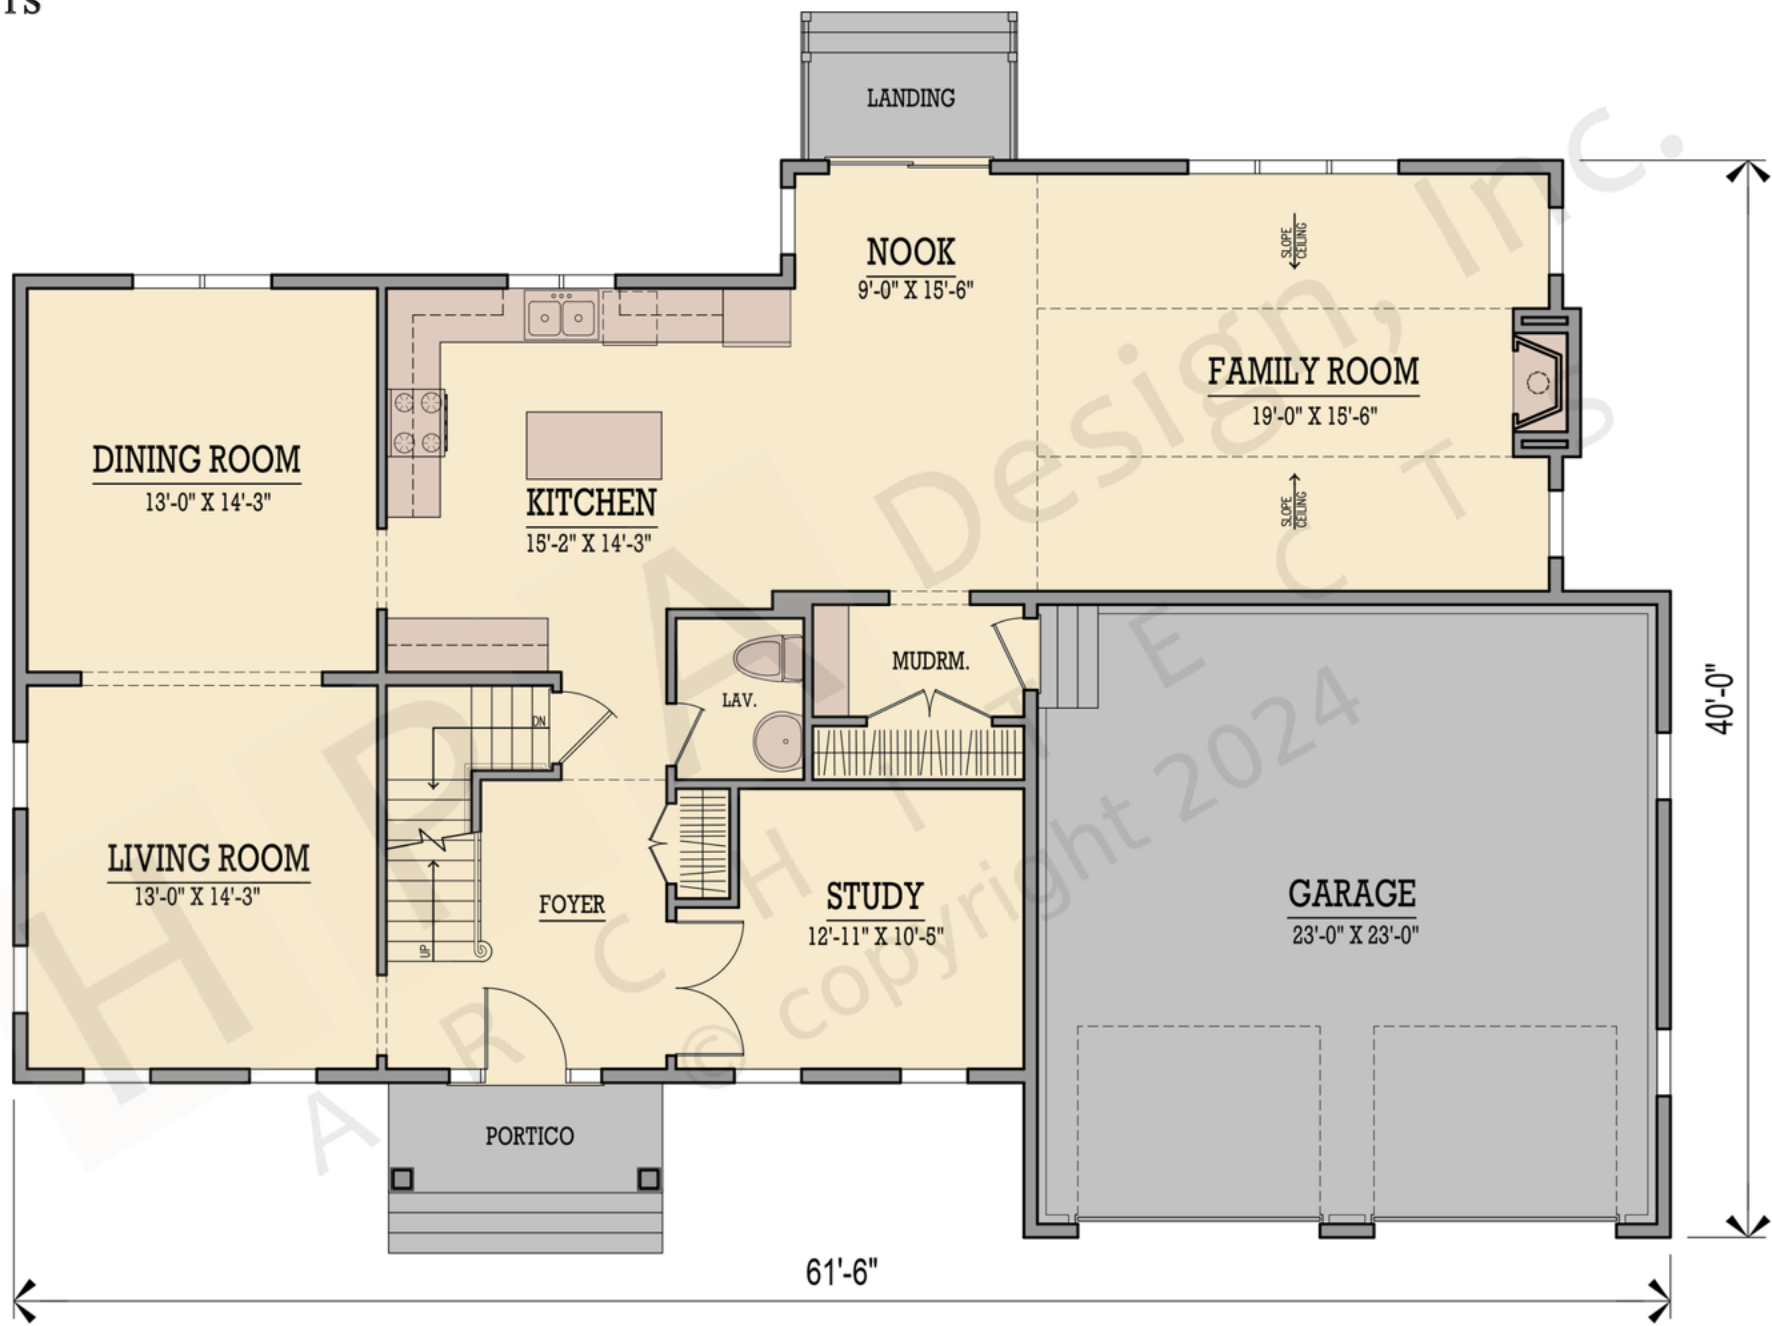 LANDING
NOOK
9'-0" X 15'-6"
SLOPE
CEILING
FAMILY ROOM
19'-0" X 15'-6"
SLOPE
CEILING
DINING ROOM
13'-0" X 14'-3"
KITCHEN
15'-2" X 14'-3"
MUDRM.
LAV.
DN
40'-0"
LIVING ROOM
13'-0" X 14'-3"
UP
FOYER
STUDY
12'-11" X 10'-5"
GARAGE
23'-0" X 23'-0"
PORTICO
61'-6"
HPA Design, Inc.
ARCHITECTS
© copyright 2024